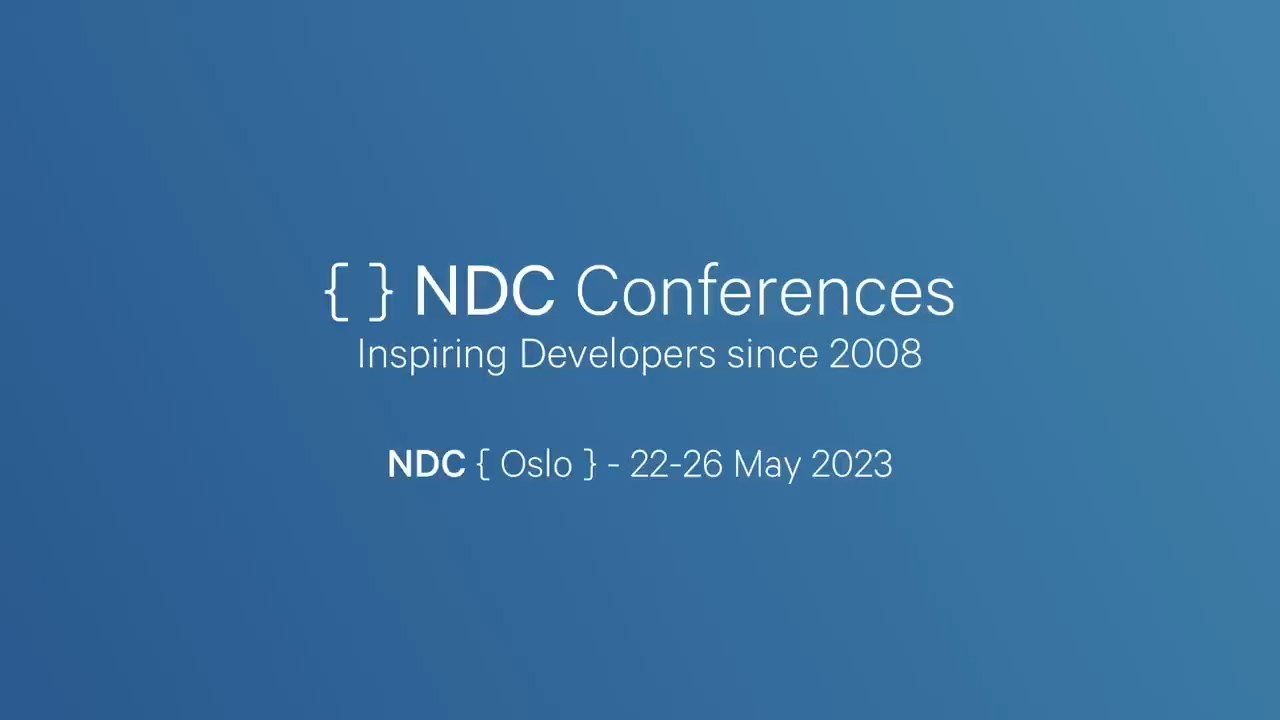 { } NDC Conferences
Inspiring Developers since 2008
NDC { Oslo } - 22-26 May 2023